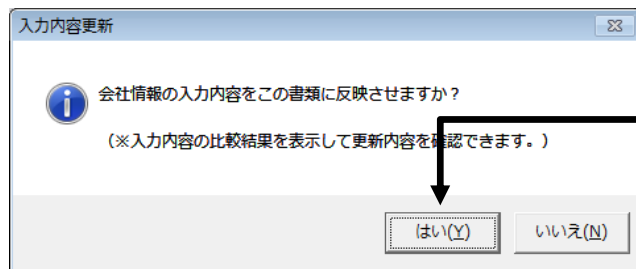 入力内容更新
会社情報の入力内容をこの書類に反映させますか？
（※入力内容の比較結果を表示して更新内容を確認できます。）
はい(Y)
いいえ(N)